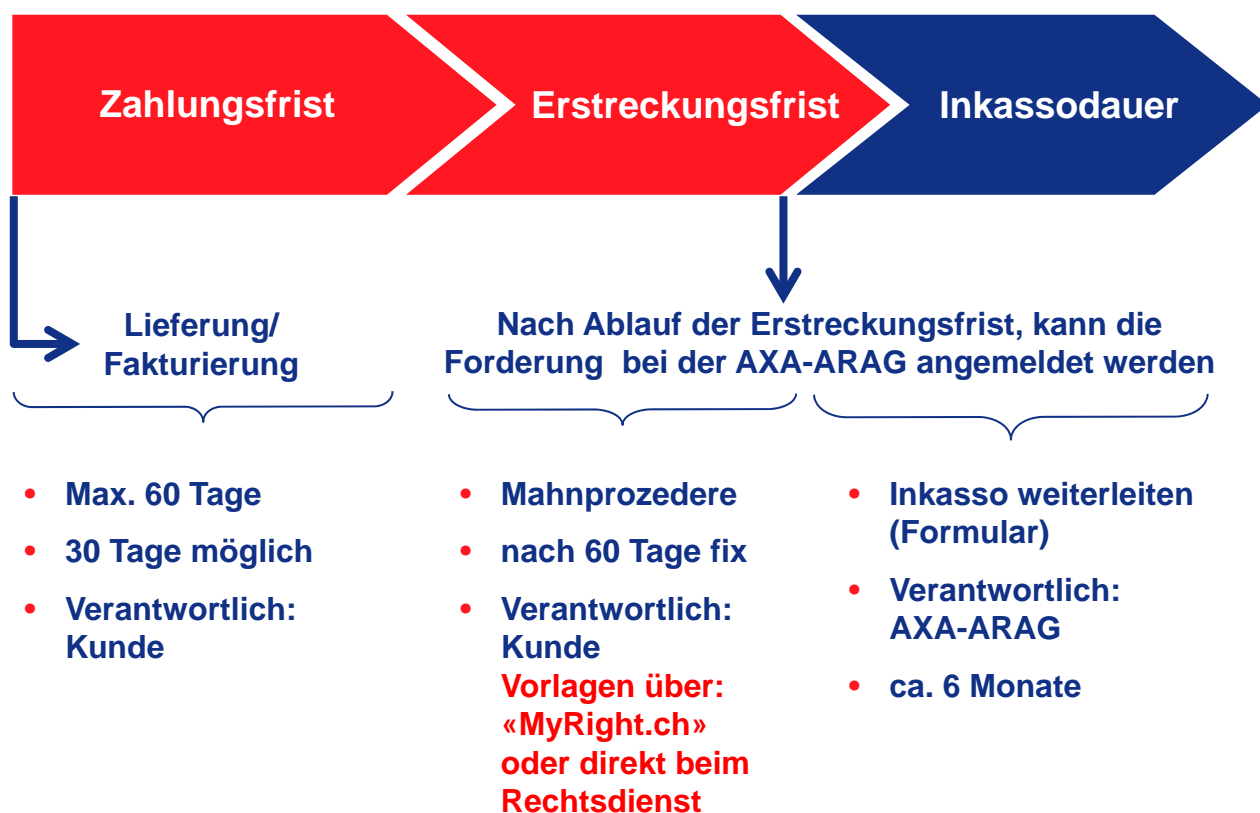 Zahlungsfrist
Erstreckungsfrist
Inkassodauer
Lieferung/
Fakturierung
Nach Ablauf der Erstreckungsfrist, kann die
Forderung bei der AXA-ARAG angemeldet werden
• Max. 60 Tage
• 30 Tage möglich
• Verantwortlich:
Kunde
• Mahnprozedere
• nach 60 Tage fix
• Verantwortlich:
Kunde
Vorlagen über:
«MyRight.ch»
oder direkt beim
Rechtsdienst
• Inkasso weiterleiten
(Formular)
• Verantwortlich:
AXA-ARAG
• ca. 6 Monate